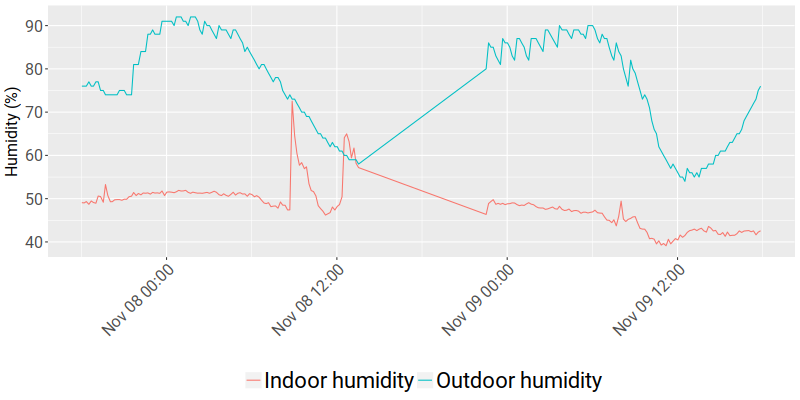 90
80
70
60
50
40
Humidity (%)
Nov 08 00:00
Nov 08 12:00
Nov 09 00:00
Nov 09 12:00
Indoor humidity Outdoor humidity